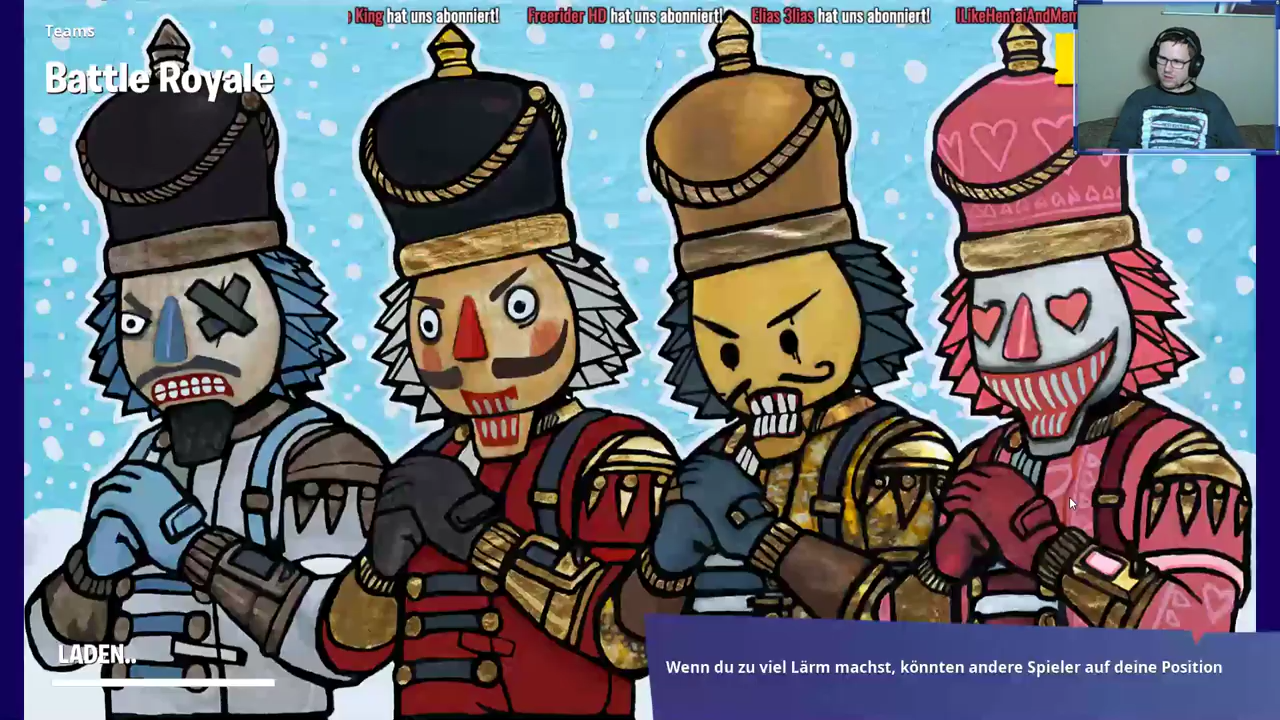 King hat uns abonniert! Freerider HD hat uns abonniert! Elias 3lias hat uns abonniert! ILikeHentaiAndMem
Teams
Battle Royale
LADEN..
Wenn du zu viel Lärm machst, könnten andere Spieler auf deine Position